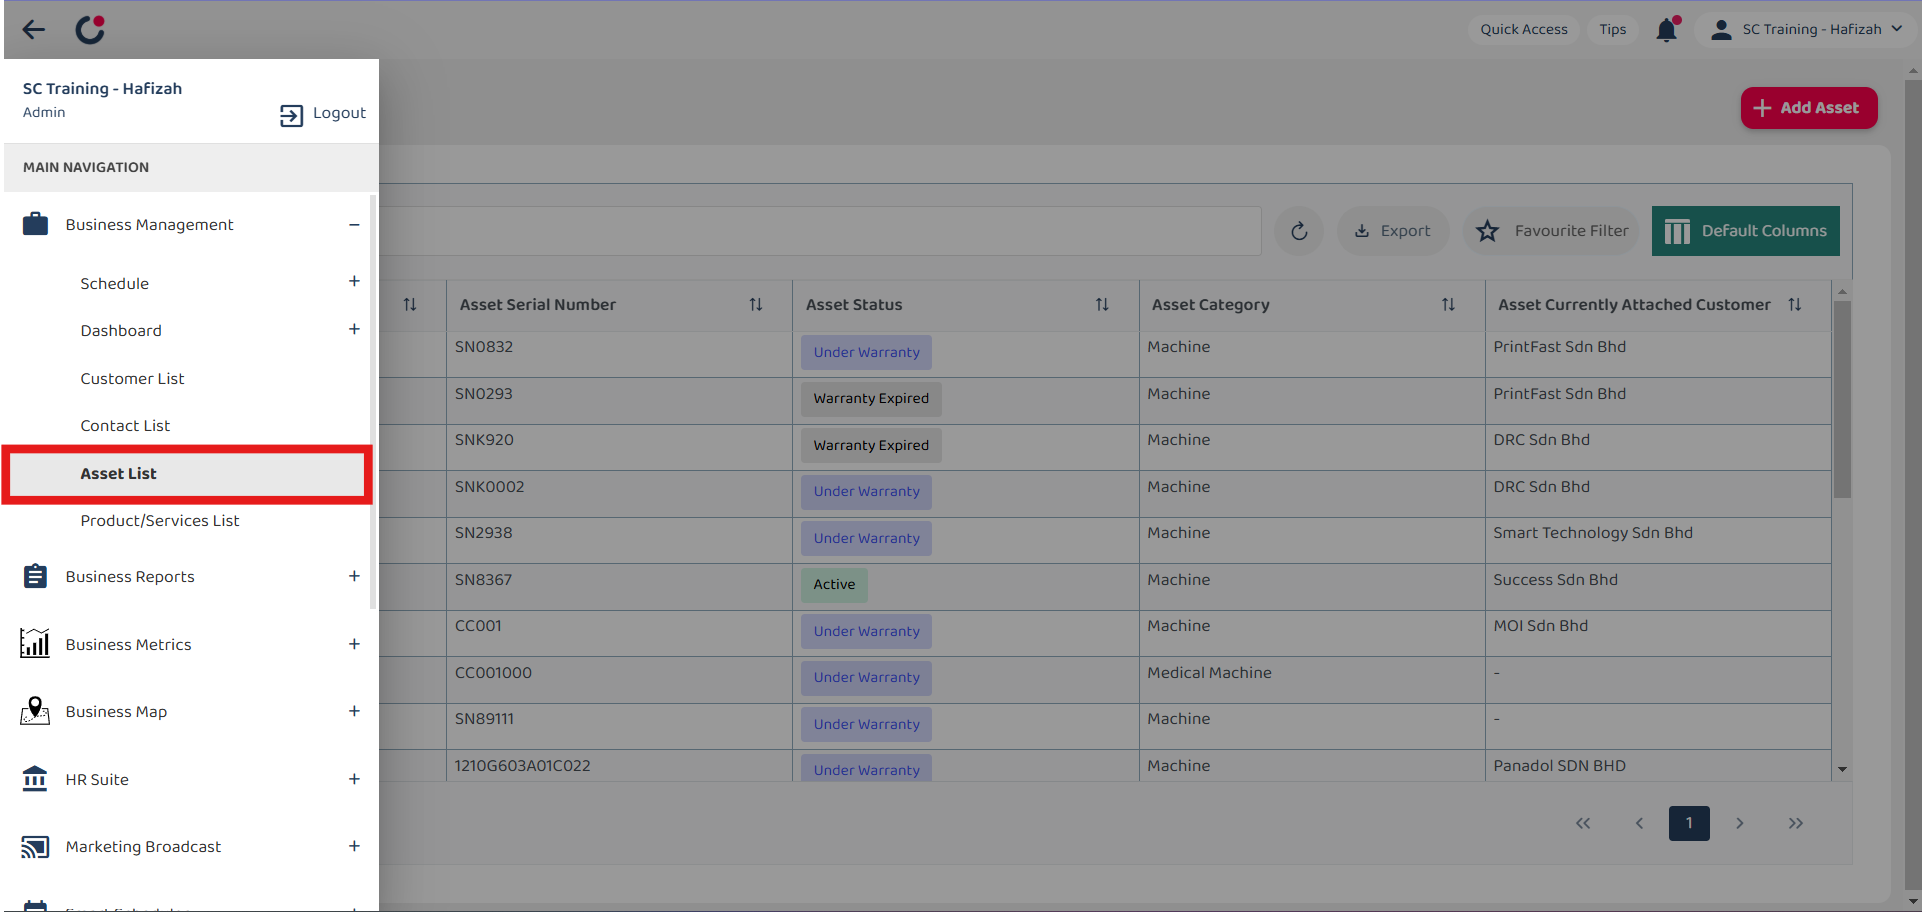 Quick Access
Tips
SC Training - Hafizah
SC Training - Hafizah
Admin
Logout
Add Asset
MAIN NAVIGATION
Business Management
Schedule
Dashboard
Customer List
Contact List
Asset List
Product/Services List
Business Reports
Business Metrics
Business Map
HR Suite
Marketing Broadcast
Export
Favourite Filter
Default Columns
Asset Serial Number Asset Status Asset Category Asset Currently Attached Customer
SN0832 Under Warranty Machine PrintFast Sdn Bhd
SN0293 Warranty Expired Machine PrintFast Sdn Bhd
SNK920 Warranty Expired Machine DRC Sdn Bhd
SNK0002 Under Warranty Machine DRC Sdn Bhd
SN2938 Under Warranty Machine Smart Technology Sdn Bhd
SN8367 Active Machine Success Sdn Bhd
CC001 Under Warranty Machine MOI Sdn Bhd
CC001000 Under Warranty Medical Machine -
SN89111 Under Warranty Machine -
1210G603A01C022 Under Warranty Machine Panadol SDN BHD
1